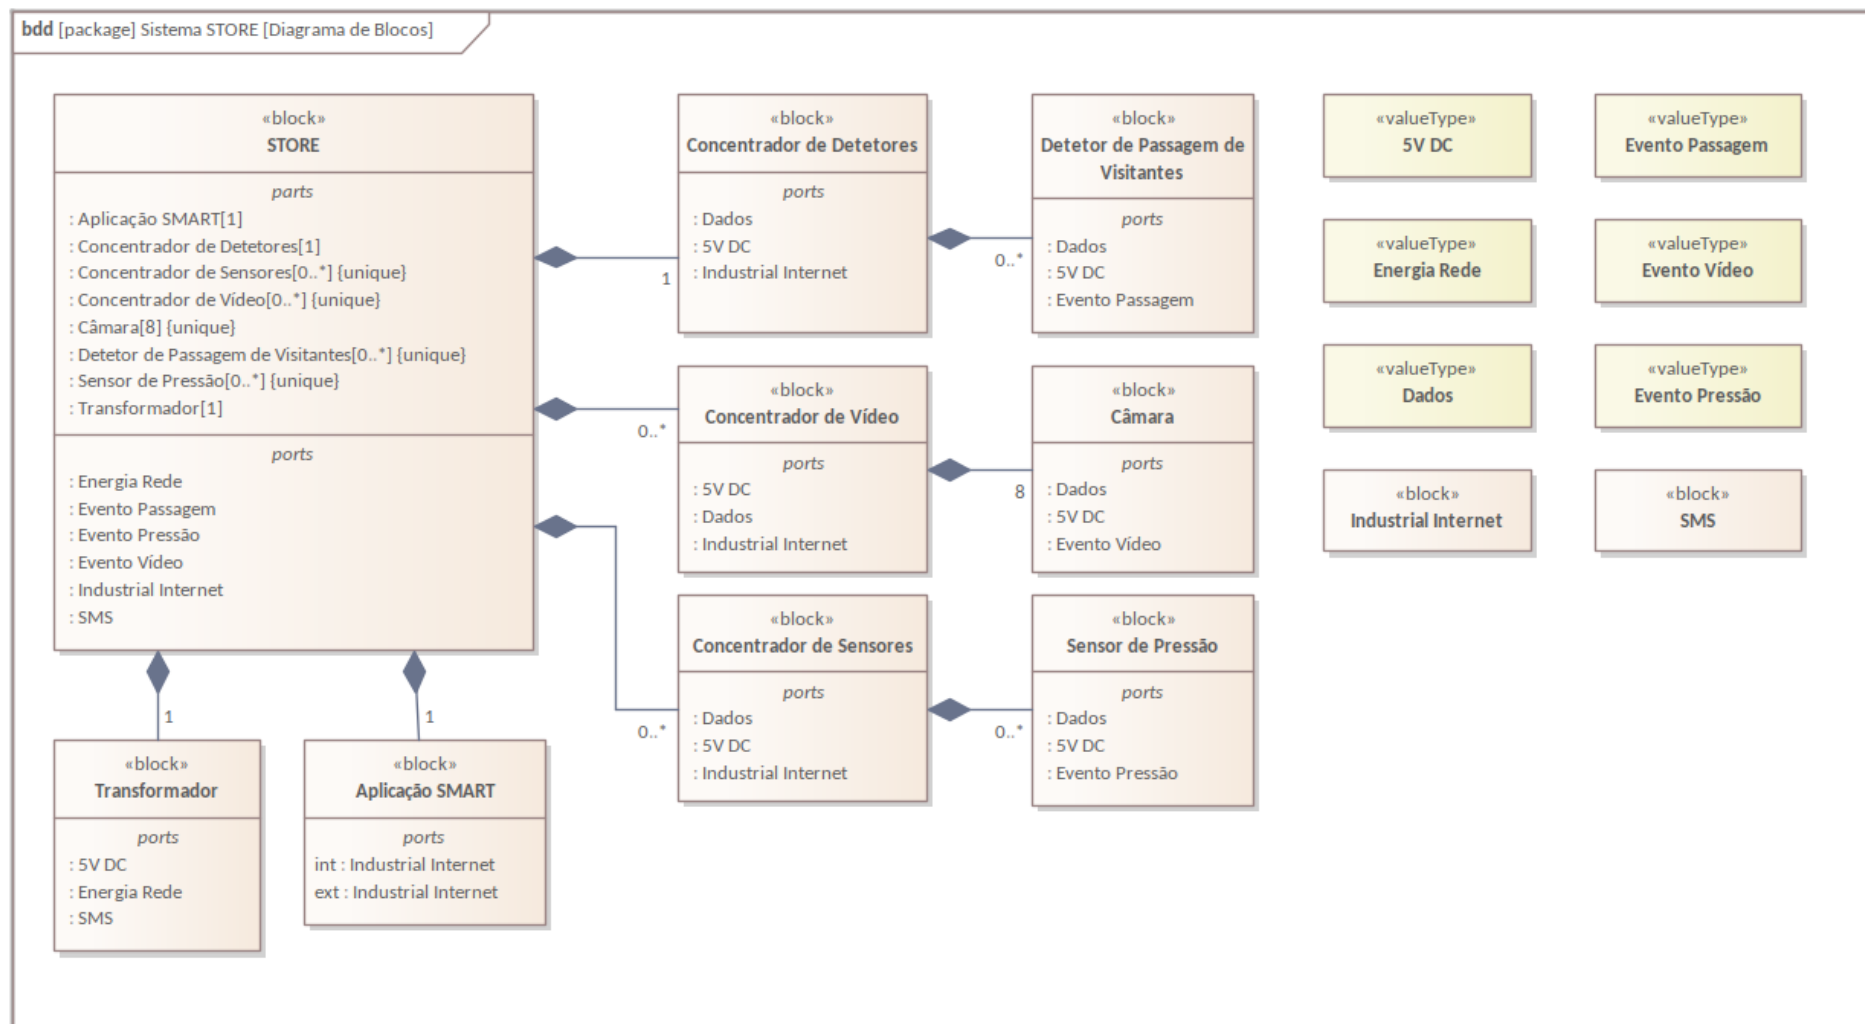 bdd [package] Sistema STORE [Diagrama de Blocos]
«block»
STORE
parts
: Aplicação SMART[1]
: Concentrador de Detetores[1]
: Concentrador de Sensores[0..*] {unique}
: Concentrador de Vídeo[0..*] {unique}
: Câmara[8] {unique}
: Detetor de Passagem de Visitantes[0..*] {unique}
: Sensor de Pressão[0..*] {unique}
: Transformador[1]
ports
: Energia Rede
: Evento Passagem
: Evento Pressão
: Evento Vídeo
: Industrial Internet
: SMS
1
1
«block»
Transformador
ports
: 5V DC
: Energia Rede
: SMS
«block»
Aplicação SMART
ports
int : Industrial Internet
ext : Industrial Internet
1
«block»
Concentrador de Detetores
ports
: Dados
: 5V DC
: Industrial Internet
0..*
«block»
Detetor de Passagem de
Visitantes
ports
: Dados
: 5V DC
: Evento Passagem
0..*
«block»
Concentrador de Vídeo
ports
: 5V DC
: Dados
: Industrial Internet
8
«block»
Câmara
ports
: Dados
: 5V DC
: Evento Vídeo
0..*
«block»
Concentrador de Sensores
ports
: Dados
: 5V DC
: Industrial Internet
0..*
«block»
Sensor de Pressão
ports
: Dados
: 5V DC
: Evento Pressão
«valueType»
5V DC
«valueType»
Evento Passagem
«valueType»
Energia Rede
«valueType»
Evento Vídeo
«valueType»
Dados
«valueType»
Evento Pressão
«block»
Industrial Internet
«block»
SMS